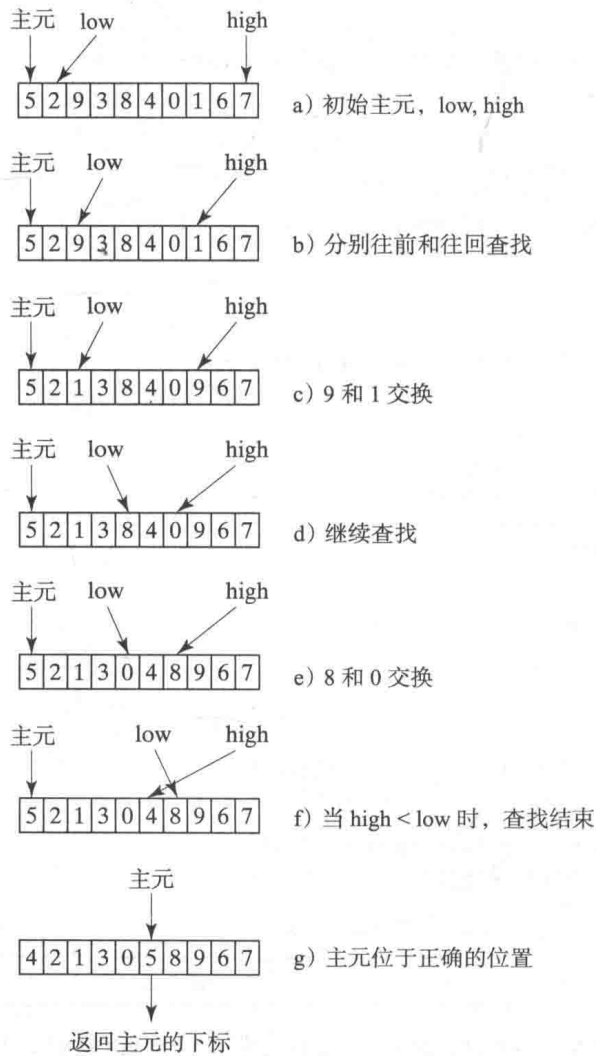 主元 low high
5 2 9 3 8 4 0 1 6 7 a）初始主元，low, high
主元 low high
5 2 9 3 8 4 0 1 6 7 b）分别往前和往回查找
主元 low high
5 2 1 3 8 4 0 9 6 7 c）9 和 1 交换
主元 low high
5 2 1 3 8 4 0 9 6 7 d）继续查找
主元 low high
5 2 1 3 0 4 8 9 6 7 e）8 和 0 交换
主元 low high
5 2 1 3 0 4 8 9 6 7 f）当 high < low 时，查找结束
主元
4 2 1 3 0 5 8 9 6 7 g）主元位于正确的位置
返回主元的下标